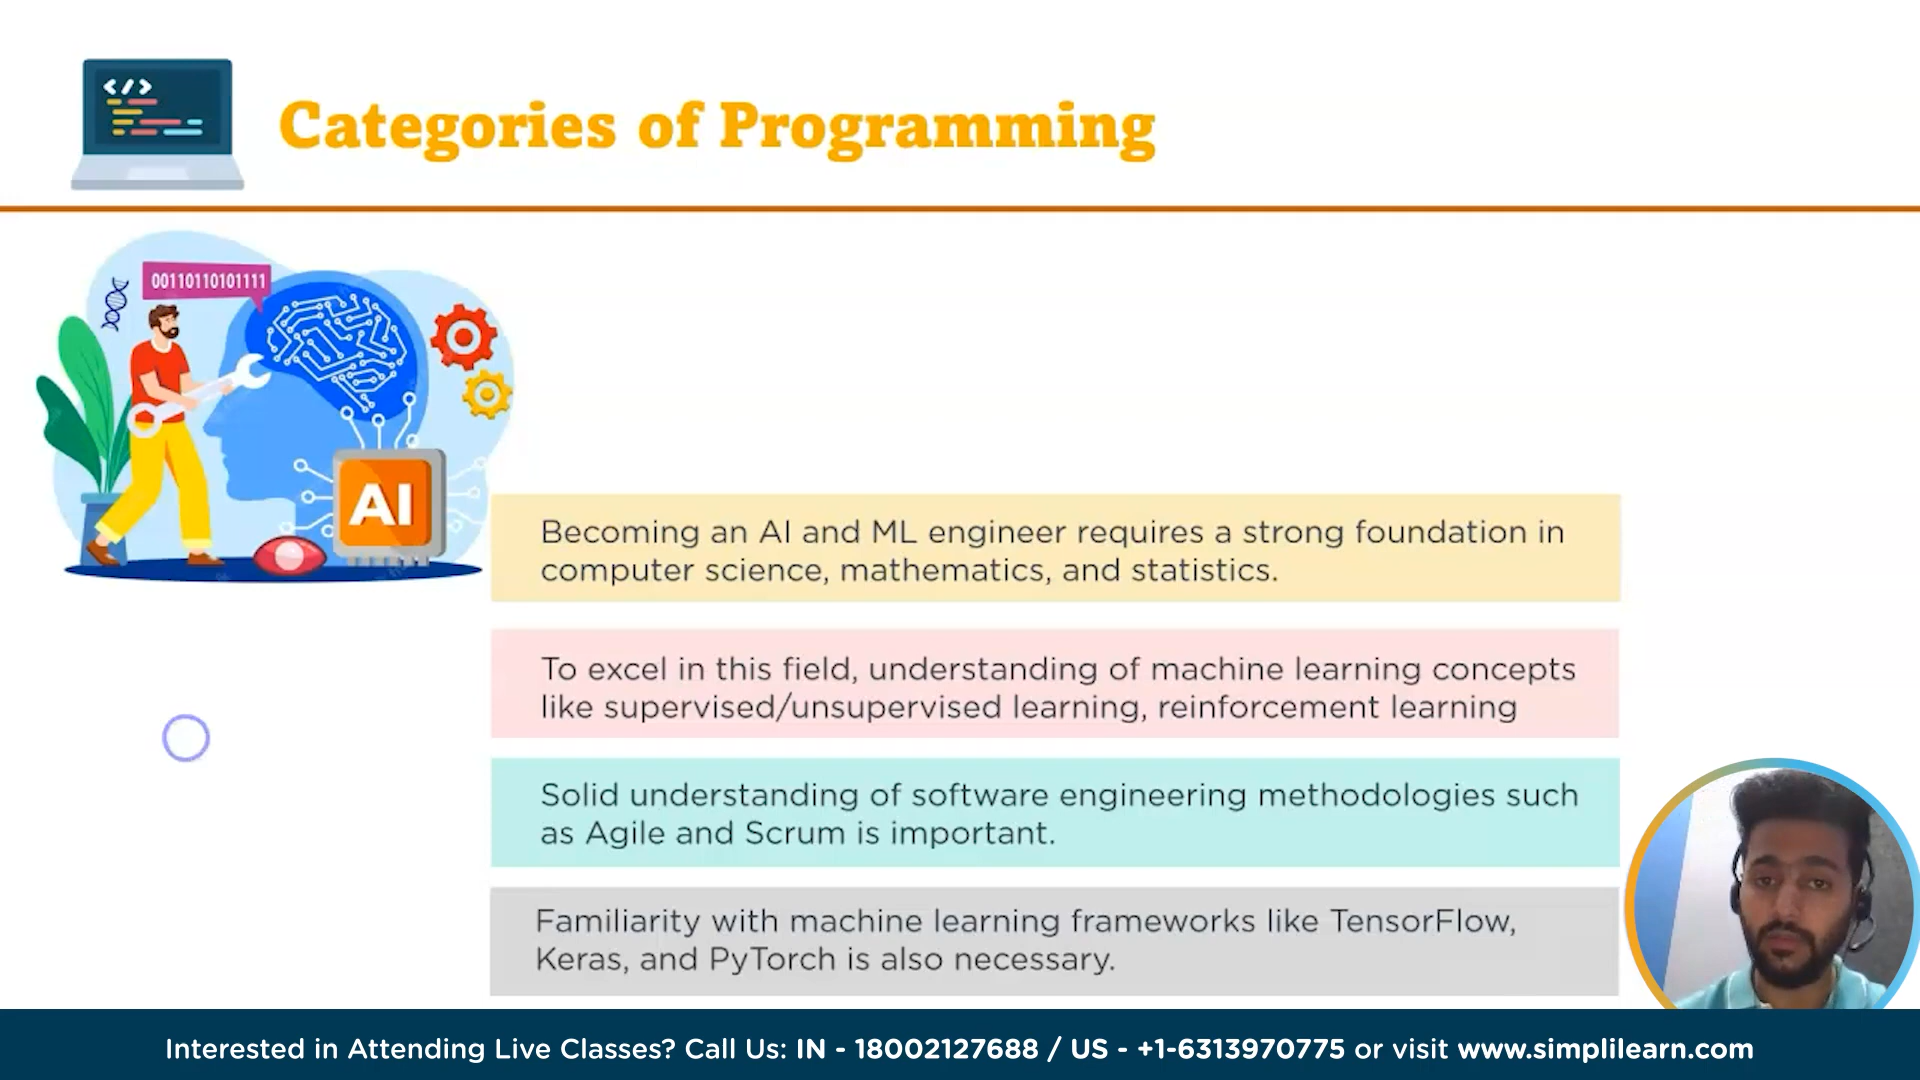 </>
Categories of Programming
00110110101111
AI
Becoming an AI and ML engineer requires a strong foundation in
computer science, mathematics, and statistics.
To excel in this field, understanding of machine learning concepts
like supervised/unsupervised learning, reinforcement learning
Solid understanding of software engineering methodologies such
as Agile and Scrum is important.
Familiarity with machine learning frameworks like TensorFlow,
Keras, and PyTorch is also necessary.
Interested in Attending Live Classes? Call Us: IN - 18002127688 / US - +1-6313970775 or visit www.simplilearn.com